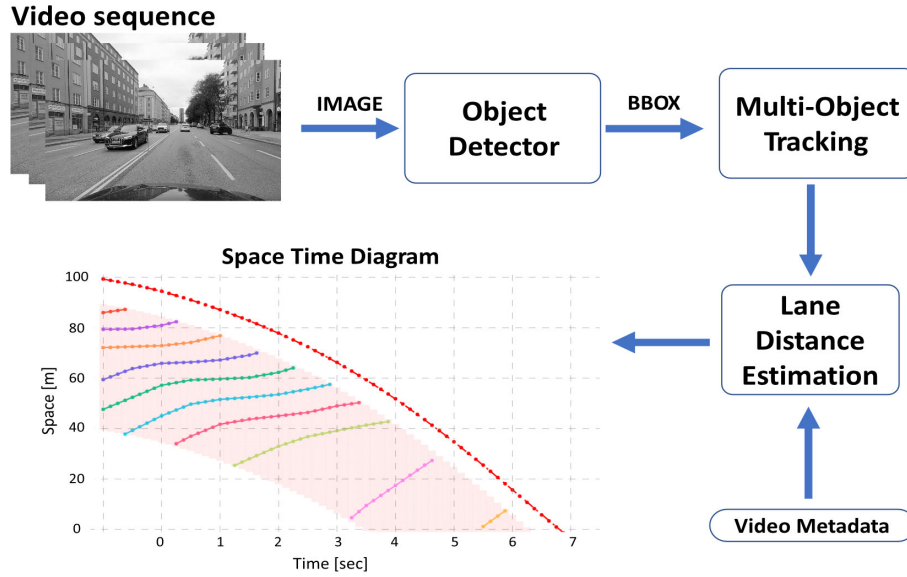 Video sequence
IMAGE
Object
Detector
BBOX
Multi-Object
Tracking
Lane
Distance
Estimation
Video Metadata
Space Time Diagram
Space [m]
100
80
60
40
20
0
0 1 2 3 4 5 6 7
Time [sec]